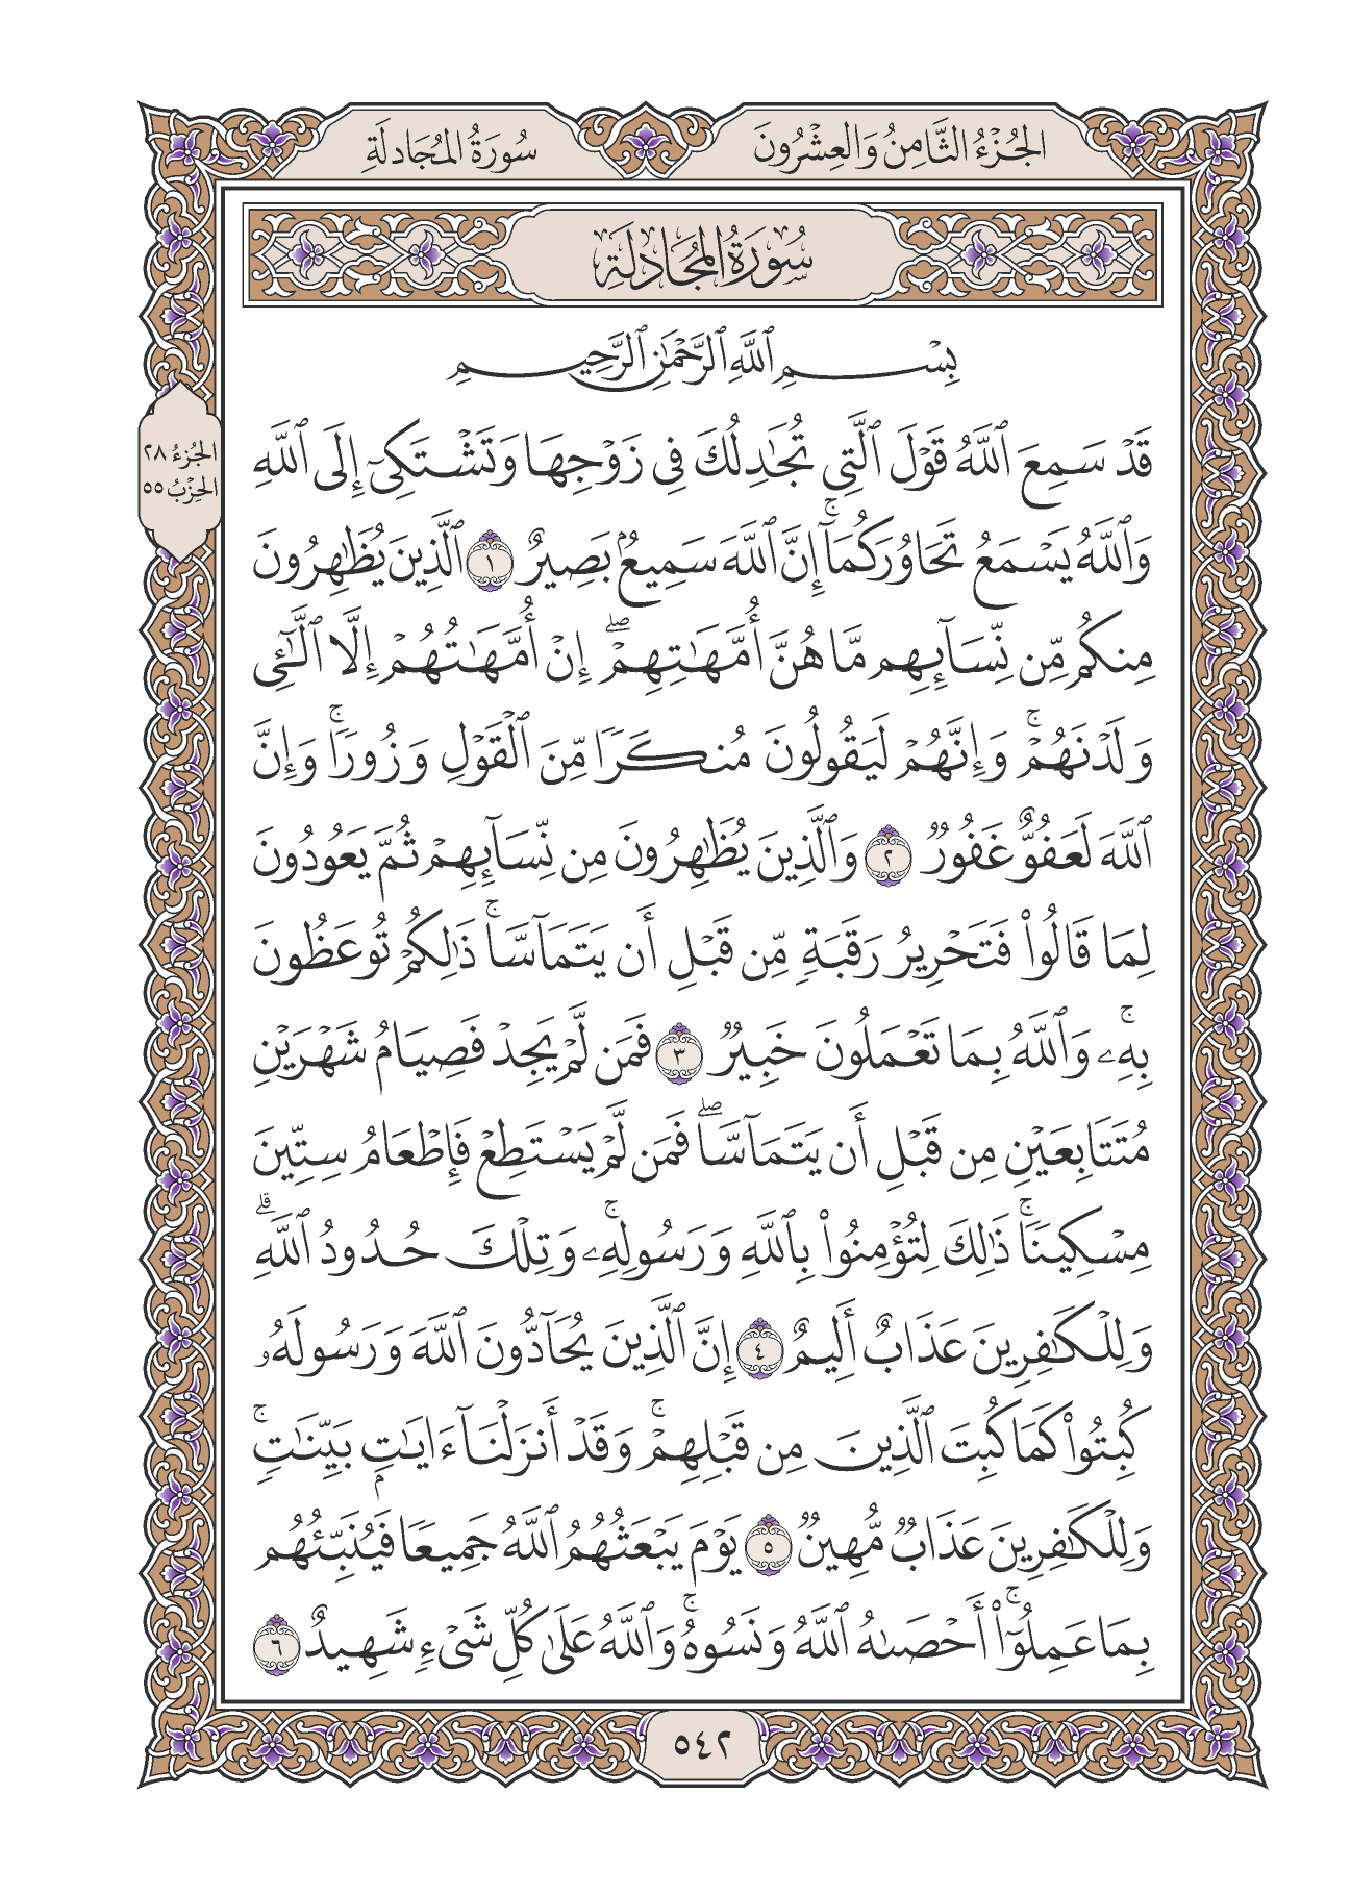 الجُزْءُ الثَّامِنُ وَالعِشْرُونَ
سُورَةُ المُجَادلَةِ
سُورَةُ المُجَادلَةِ
بِسْمِ ٱللَّهِ ٱلرَّحْمَٰنِ ٱلرَّحِيمِ
الجُزءُ ٢٨
الحِزْبُ ٥٥
قَدْ سَمِعَ ٱللَّهُ قَوْلَ ٱلَّتِى تُجَٰدِلُكَ فِى زَوْجِهَا وَتَشْتَكِىٓ إِلَى ٱللَّهِ
وَٱللَّهُ يَسْمَعُ تَحَاوُرَكُمَآ ۚ إِنَّ ٱللَّهَ سَمِيعُۢ بَصِيرٌ ١ ٱلَّذِينَ يُظَٰهِرُونَ
مِنكُم مِّن نِّسَآئِهِم مَّا هُنَّ أُمَّهَٰتِهِمْ ۖ إِنْ أُمَّهَٰتُهُمْ إِلَّا ٱلَّٰٓـِٔى
وَلَدْنَهُمْ ۚ وَإِنَّهُمْ لَيَقُولُونَ مُنكَرًا مِّنَ ٱلْقَوْلِ وَزُورًا ۚ وَإِنَّ
ٱللَّهَ لَعَفُوٌّ غَفُورٌ ٢ وَٱلَّذِينَ يُظَٰهِرُونَ مِن نِّسَآئِهِمْ ثُمَّ يَعُودُونَ
لِمَا قَالُوا۟ فَتَحْرِيرُ رَقَبَةٍ مِّن قَبْلِ أَن يَتَمَآسَّا ۚ ذَٰلِكُمْ تُوعَظُونَ
بِهِۦ ۚ وَٱللَّهُ بِمَا تَعْمَلُونَ خَبِيرٌ ٣ فَمَن لَّمْ يَجِدْ فَصِيَامُ شَهْرَيْنِ
مُتَتَابِعَيْنِ مِن قَبْلِ أَن يَتَمَآسَّا ۖ فَمَن لَّمْ يَسْتَطِعْ فَإِطْعَامُ سِتِّينَ
مِسْكِينًا ۚ ذَٰلِكَ لِتُؤْمِنُوا۟ بِٱللَّهِ وَرَسُولِهِۦ ۚ وَتِلْكَ حُدُودُ ٱللَّهِ ۗ
وَلِلْكَٰفِرِينَ عَذَابٌ أَلِيمٌ ٤ إِنَّ ٱلَّذِينَ يُحَآدُّونَ ٱللَّهَ وَرَسُولَهُۥ
كُبِتُوا۟ كَمَا كُبِتَ ٱلَّذِينَ مِن قَبْلِهِمْ ۚ وَقَدْ أَنزَلْنَآ ءَايَٰتٍۭ بَيِّنَٰتٍ ۚ
وَلِلْكَٰفِرِينَ عَذَابٌ مُّهِينٌ ٥ يَوْمَ يَبْعَثُهُمُ ٱللَّهُ جَمِيعًا فَيُنَبِّئُهُم
بِمَا عَمِلُوٓا۟ ۚ أَحْصَىٰهُ ٱللَّهُ وَنَسُوهُ ۚ وَٱللَّهُ عَلَىٰ كُلِّ شَىْءٍ شَهِيدٌ ٦
٥٤٢